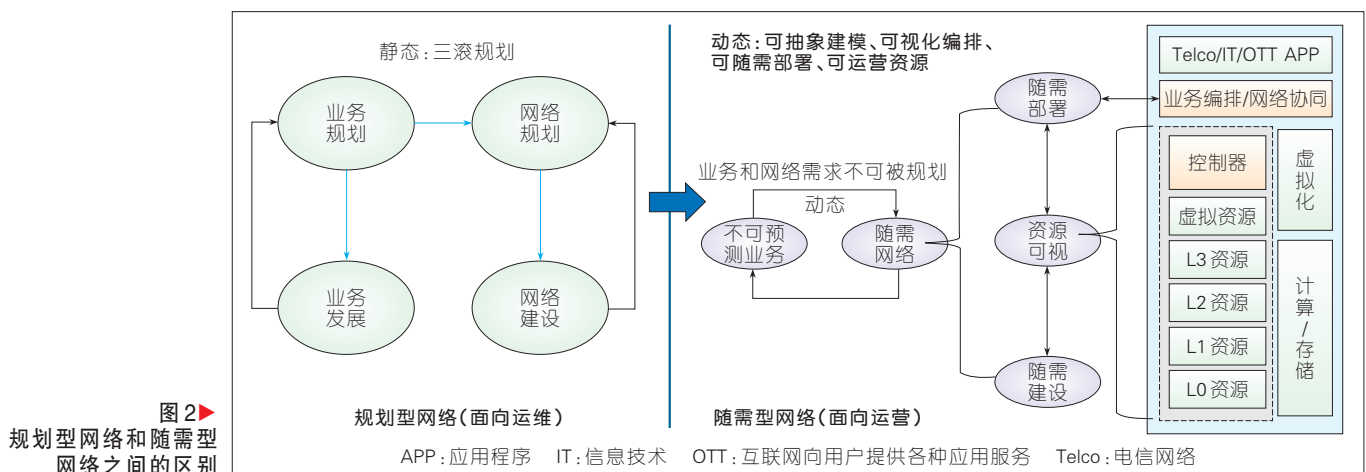 静态:三滚规划
业务
规划
网络
规划
业务
发展
网络
建设
规划型网络(面向运维)
动态:可抽象建模、可视化编排、
可随需部署、可运营资源
业务和网络需求不可被规划
动态
不可预
测业务
随需
网络
随需
部署
资源
可视
随需
建设
随需型网络(面向运营)
Telco/IT/OTT APP
业务编排/网络协同
控制器
虚拟资源
L3资源
L2资源
L1资源
L0资源
虚
拟
化
计
算
/
存
储
图2▶
规划型网络和随需型
网络之间的区别
APP:应用程序 IT:信息技术 OTT:互联网向用户提供各种应用服务 Telco:电信网络